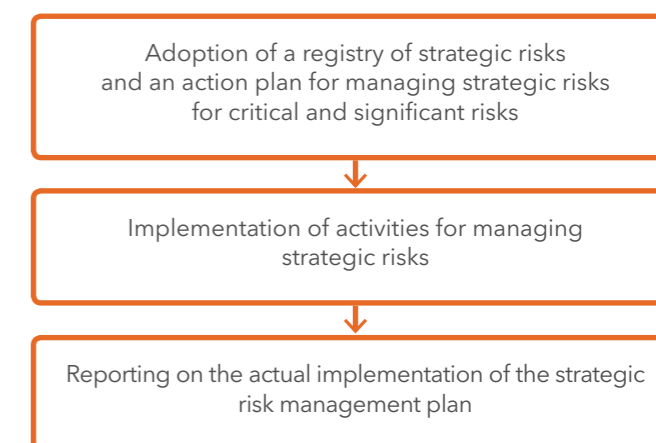 Adoption of a registry of strategic risks
and an action plan for managing strategic risks
for critical and significant risks
Implementation of activities for managing
strategic risks
Reporting on the actual implementation of the strategic
risk management plan